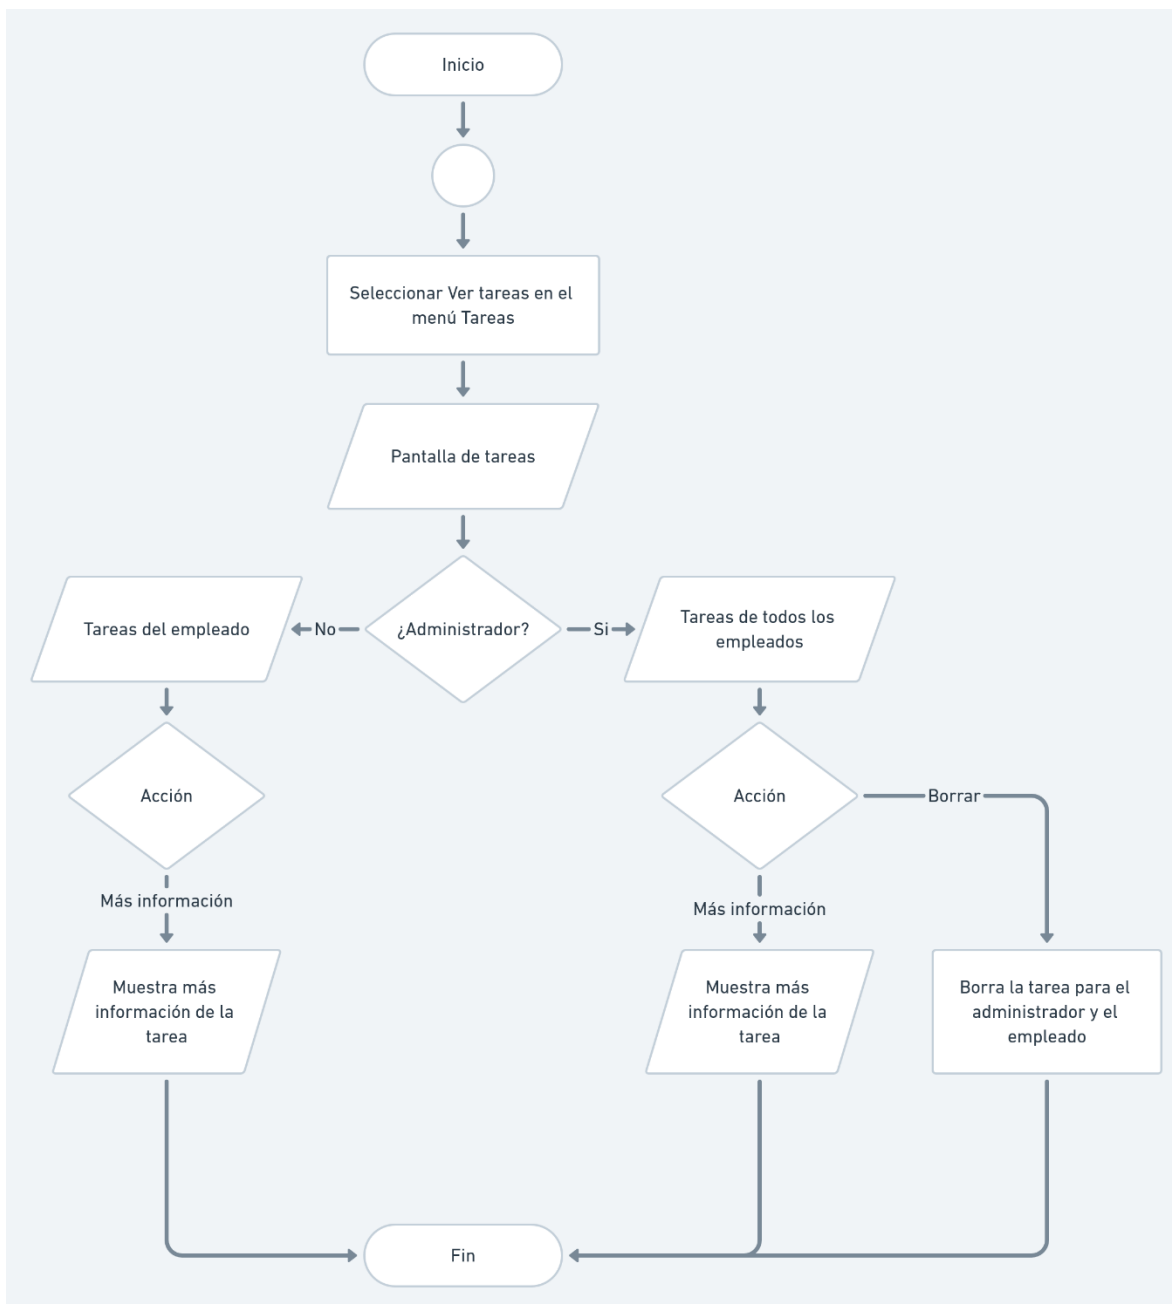 Inicio
Seleccionar Ver tareas en el
menú Tareas
Pantalla de tareas
Tareas del empleado
No
¿Administrador?
Si
Tareas de todos los
empleados
Acción
Acción
Borrar
Más información
Más información
Muestra más
información de la
tarea
Muestra más
información de la
tarea
Borra la tarea para el
administrador y el
empleado
Fin